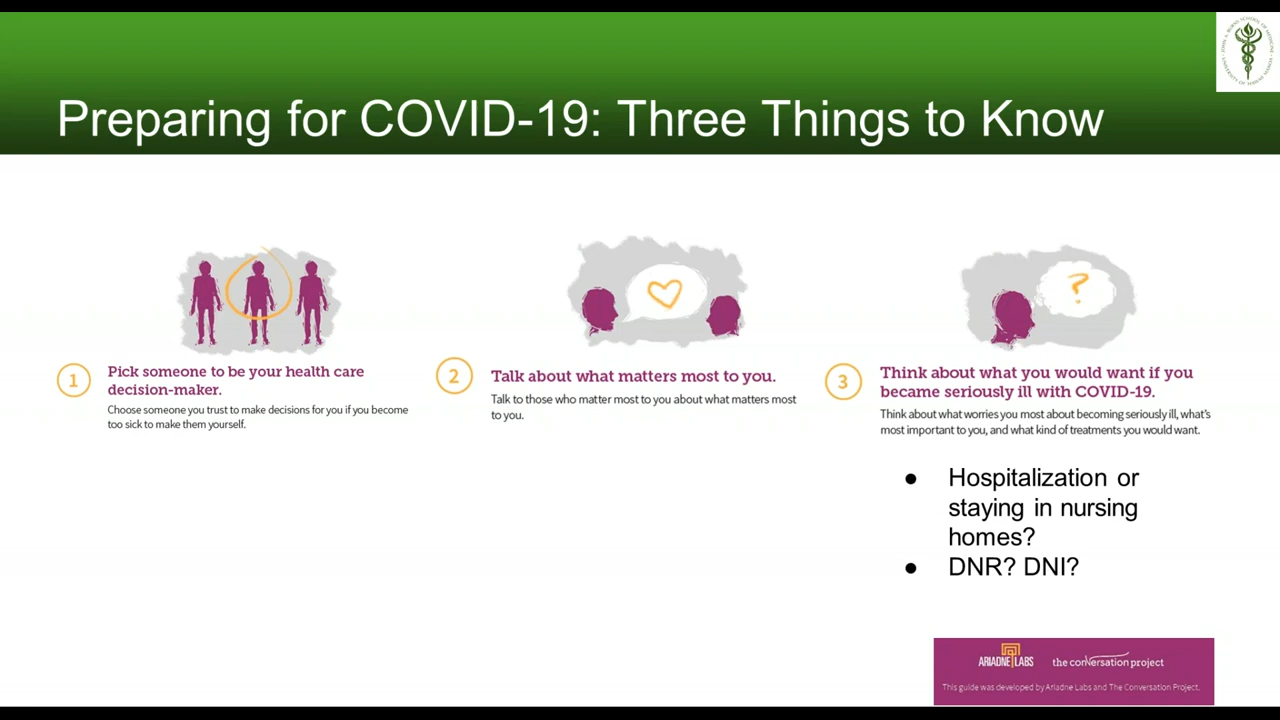 Preparing for COVID-19: Three Things to Know
1
Pick someone to be your health care
decision-maker.
Choose someone you trust to make decisions for you if you become
too sick to make them yourself.
2
Talk about what matters most to you.
Talk to those who matter most to you about what matters most
to you.
?
3
Think about what you would want if you
became seriously ill with COVID-19.
Think about what worries you most about becoming seriously ill, what's
most important to you, and what kind of treatments you would want.
● Hospitalization or
staying in nursing
homes?
● DNR? DNI?
ARIADNE LABS
the conversation project
This guide was developed by Ariadne Labs and The Conversation Project.